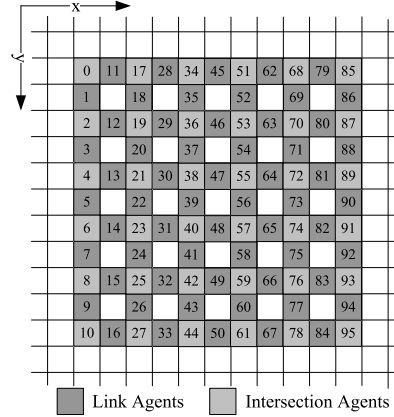 x
y
0 11 17 28 34 45 51 62 68 79 85
1 18 35 52 69 86
2 12 19 29 36 46 53 63 70 80 87
3 20 37 54 71 88
4 13 21 30 38 47 55 64 72 81 89
5 22 39 56 73 90
6 14 23 31 40 48 57 65 74 82 91
7 24 41 58 75 92
8 15 25 32 42 49 59 66 76 83 93
9 26 43 60 77 94
10 16 27 33 44 50 61 67 78 84 95
Link Agents Intersection Agents